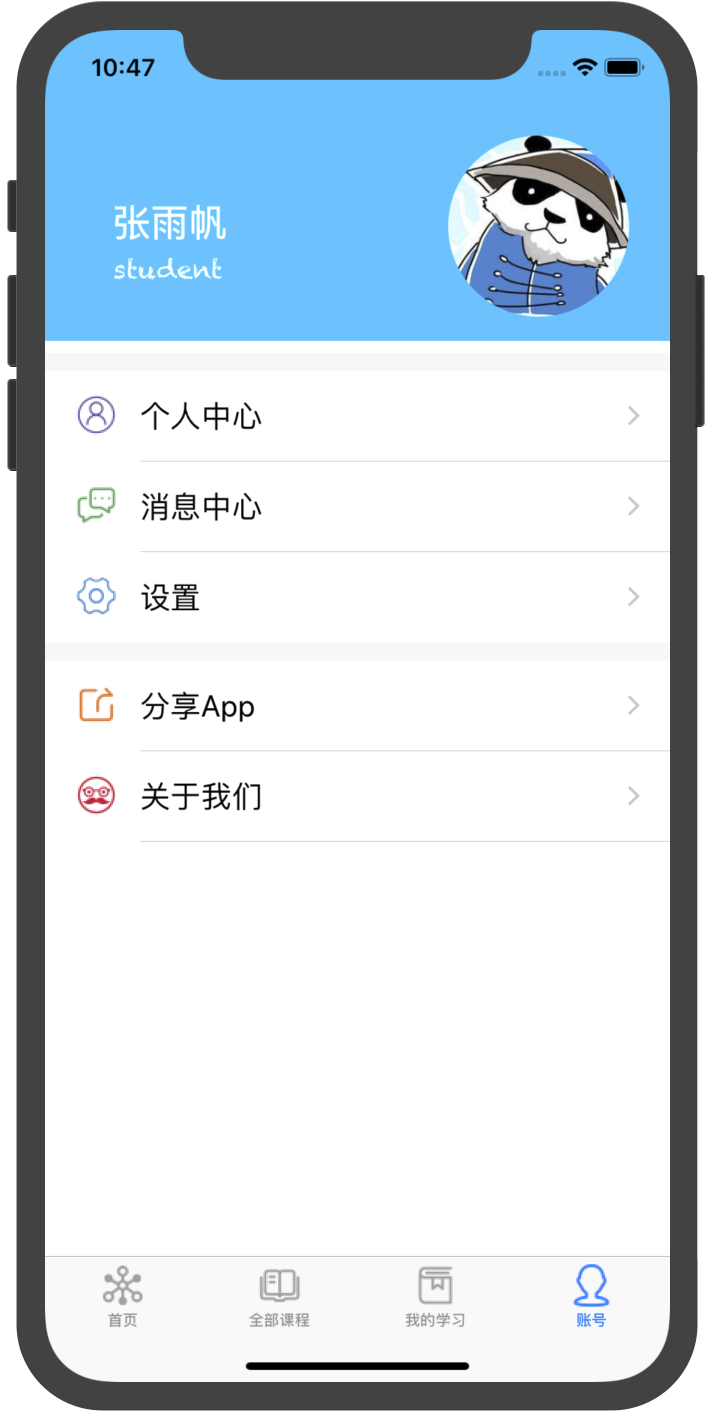 10:47
张雨帆
student
个人中心
消息中心
设置
分享App
关于我们
首页
全部课程
我的学习
账号